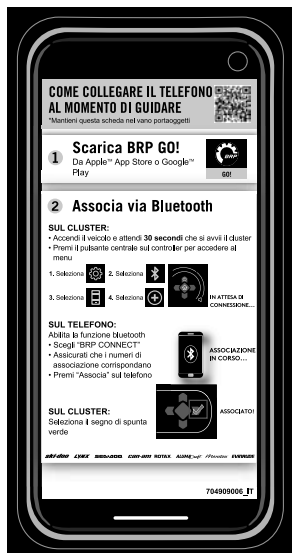 COME COLLEGARE IL TELEFONO
AL MOMENTO DI GUIDARE
*Mantieni questa scheda nel vano portaoggetti
1 Scarica BRP GO!
Da Apple™ App Store o Google™
Play
BRP
GO!
2 Associa via Bluetooth
SUL CLUSTER:
• Accendi il veicolo e attendi 30 secondi che si avvii il cluster
• Premi il pulsante centrale sul controller per accedere al
menu
1. Seleziona 2. Seleziona
3. Seleziona 4. Seleziona
IN ATTESA DI
CONNESSIONE...
SUL TELEFONO:
Abilita la funzione bluetooth
• Scegli "BRP CONNECT"
• Assicurati che i numeri di
associazione corrispondano
• Premi "Associa" sul telefono
ASSOCIAZIONE
IN CORSO...
SUL CLUSTER:
Seleziona il segno di spunta
verde
ASSOCIATO!
ski-doo LYNX SEA-DOO can-am ROTAX ALUMACRAFT Manitou EVINRUDE
704909006_IT